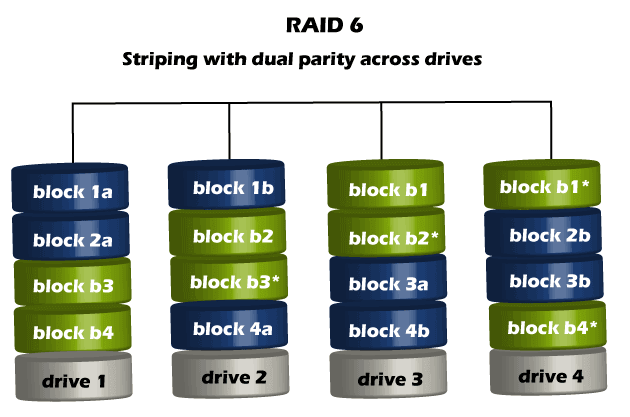 RAID 6
Striping with dual parity across drives
block 1a
block 2a
block b3
block b4
drive 1
block 1b
block b2
block b3*
block 4a
drive 2
block b1
block b2*
block 3a
block 4b
drive 3
block b1*
block 2b
block 3b
block b4*
drive 4